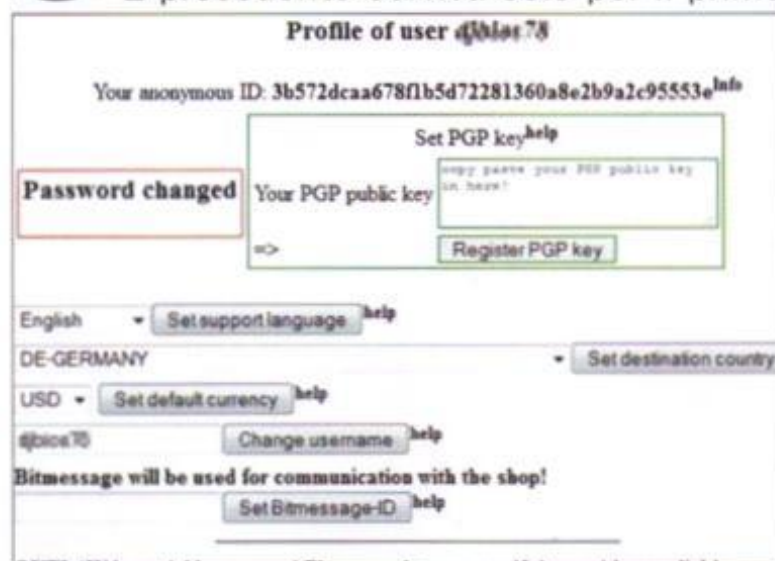 Profile of user
Your anonymous ID: 3b572dcaa678f1b5d72281360a8e2b9a2c95553e Info
Set PGP key help
Password changed
Your PGP public key
copy paste your PGP public key
in here!
=>
Register PGP key
English Set support language help
DE-GERMANY Set destination country
USD Set default currency help
Change username help
Bitmessage will be used for communication with the shop!
Set Bitmessage-ID help